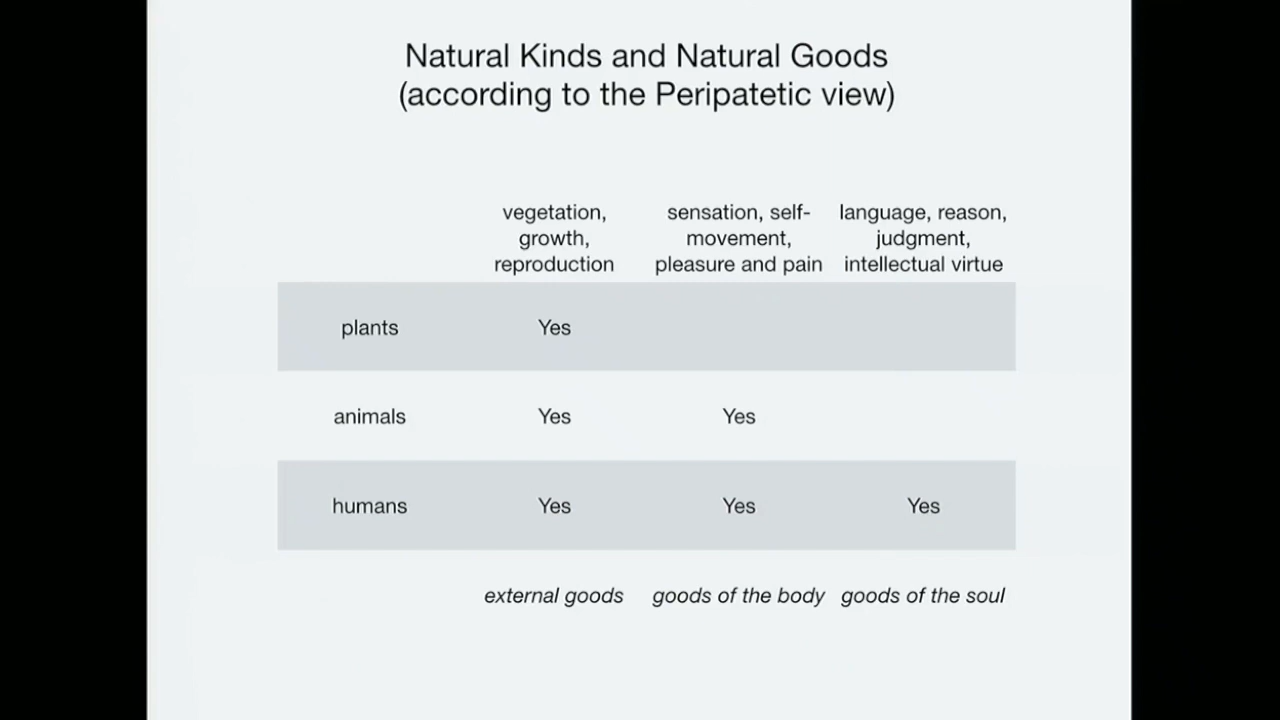 Natural Kinds and Natural Goods
(according to the Peripatetic view)
vegetation,
growth,
reproduction
sensation, self-
movement,
pleasure and pain
language, reason,
judgment,
intellectual virtue
plants Yes
animals Yes Yes
humans Yes Yes Yes
external goods goods of the body goods of the soul